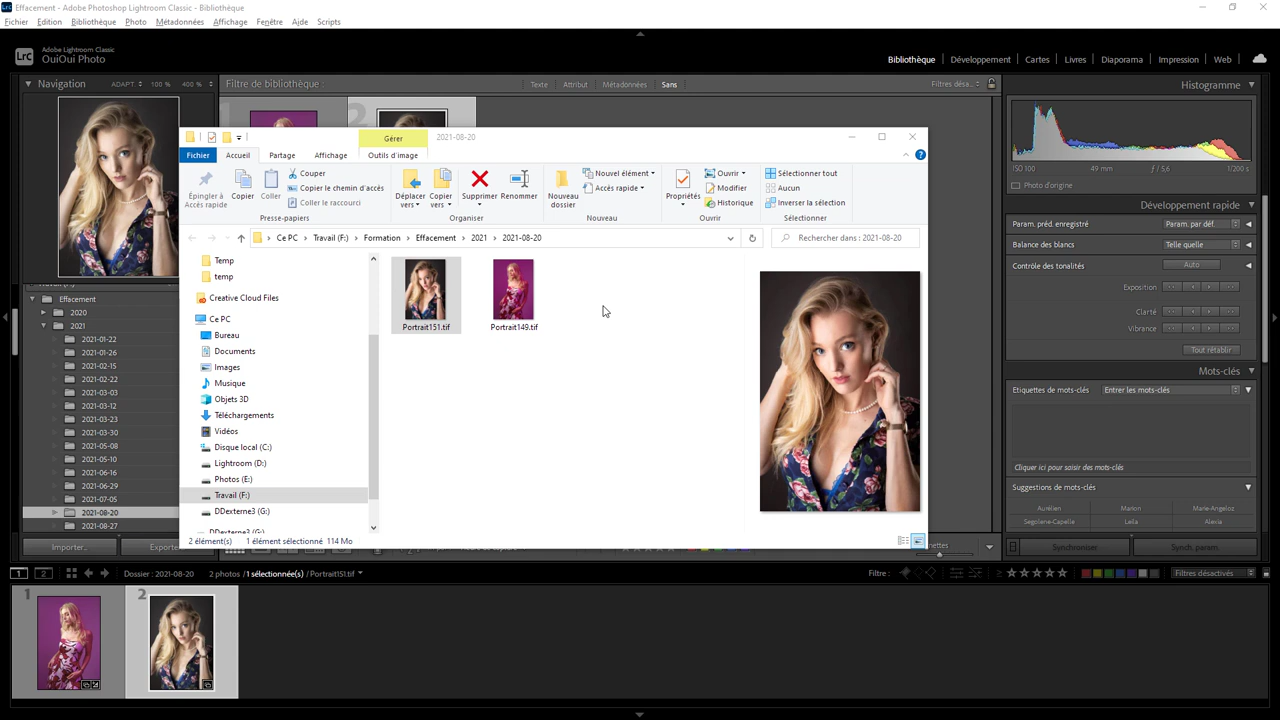 Effacement - Adobe Photoshop Lightroom Classic - Bibliothèque
Fichier Edition Bibliothèque Photo Métadonnées Affichage Fenêtre Aide Scripts
Lrc
Adobe Lightroom Classic
OuiOui Photo
Bibliothèque Développement Cartes Livres Diaporama Impression Web
Navigation ADAPT. 100 % 400 %
Filtre de bibliothèque : Texte Attribut Métadonnées Sans Filtres désa...
Histogramme
ISO 100 49 mm f / 5,6 1/200 s
Photo d'origine
Développement rapide
Param. préd. enregistré Param. par déf.
Balance des blancs Telle quelle
Contrôle des tonalités Auto
Exposition
Clarté
Vibrance
Tout rétablir
Mots-clés
Etiquettes de mots-clés Entrer les mots-clés
Cliquer ici pour saisir des mots-clés
Suggestions de mots-clés
Aurélien Marion Marie-Angeloz
Segolene-Capelle Leila Alexia
Synchroniser Synch. param.
Gérer 2021-08-20
Fichier Accueil Partage Affichage Outils d'image
Épingler à
Accès rapide
Copier
Coller
Couper
Copier le chemin d'accès
Coller le raccourci
Presse-papiers
Déplacer
vers
Copier
vers
Supprimer
Renommer
Organiser
Nouveau
dossier
Nouvel élément
Accès rapide
Nouveau
Propriétés
Ouvrir
Modifier
Historique
Ouvrir
Sélectionner tout
Aucun
Inverser la sélection
Sélectionner
Ce PC Travail (F:) Formation Effacement 2021 2021-08-20
Rechercher dans : 2021-08-20
Temp
temp
Creative Cloud Files
Ce PC
Bureau
Documents
Images
Musique
Objets 3D
Téléchargements
Vidéos
Disque local (C:)
Lightroom (D:)
Photos (E:)
Travail (F:)
DDexterne3 (G:)
DDexterne3 (G:)
Portrait151.tif Portrait149.tif
2 élément(s) 1 élément sélectionné 114 Mo
Effacement
2020
2021
2021-01-22
2021-01-26
2021-02-15
2021-02-22
2021-03-03
2021-03-12
2021-03-23
2021-03-30
2021-05-08
2021-05-10
2021-06-16
2021-06-29
2021-07-05
2021-08-20
2021-08-27
Importer... Exporte
1 2 Dossier : 2021-08-20 2 photos / 1 sélectionnée(s) / Portrait151.tif
Filtre : Filtres désactivés
1 2